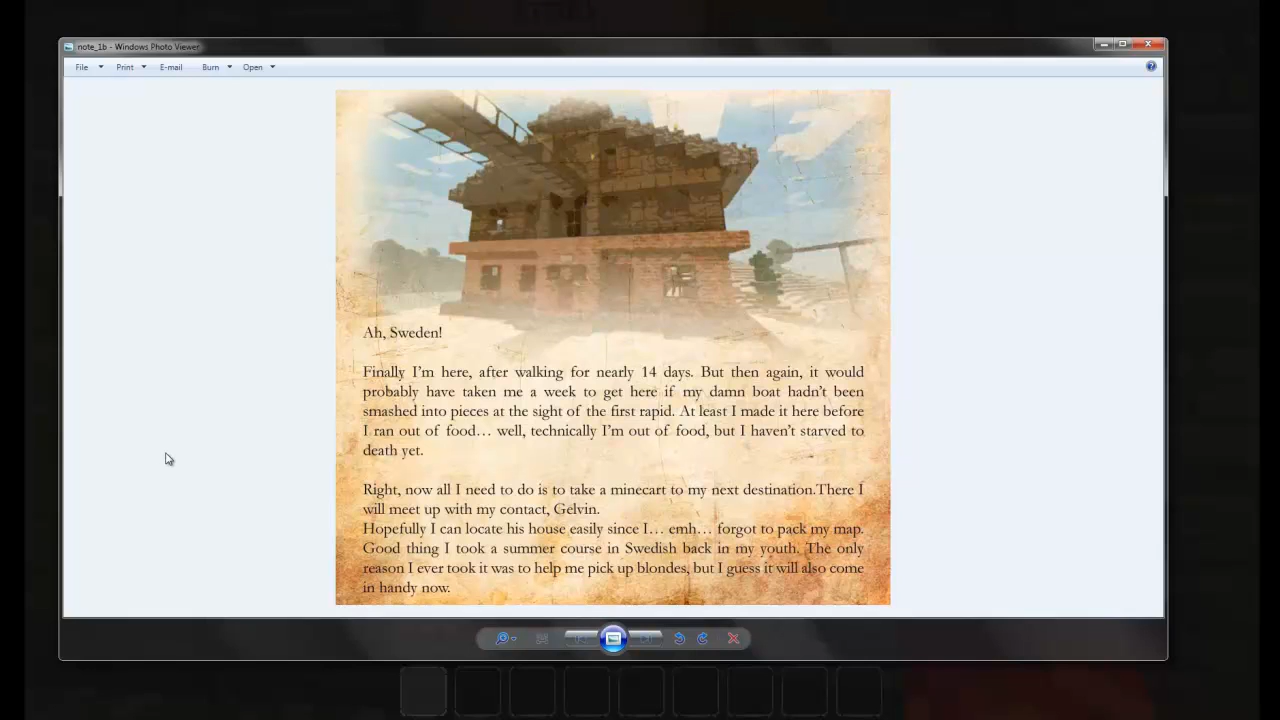 note_1b - Windows Photo Viewer
File Print E-mail Burn Open
Ah, Sweden!
Finally I'm here, after walking for nearly 14 days. But then again, it would
probably have taken me a week to get here if my damn boat hadn't been
smashed into pieces at the sight of the first rapid. At least I made it here before
I ran out of food… well, technically I'm out of food, but I haven't starved to
death yet.
Right, now all I need to do is to take a minecart to my next destination.There I
will meet up with my contact, Gelvin.
Hopefully I can locate his house easily since I… emh… forgot to pack my map.
Good thing I took a summer course in Swedish back in my youth. The only
reason I ever took it was to help me pick up blondes, but I guess it will also come
in handy now.